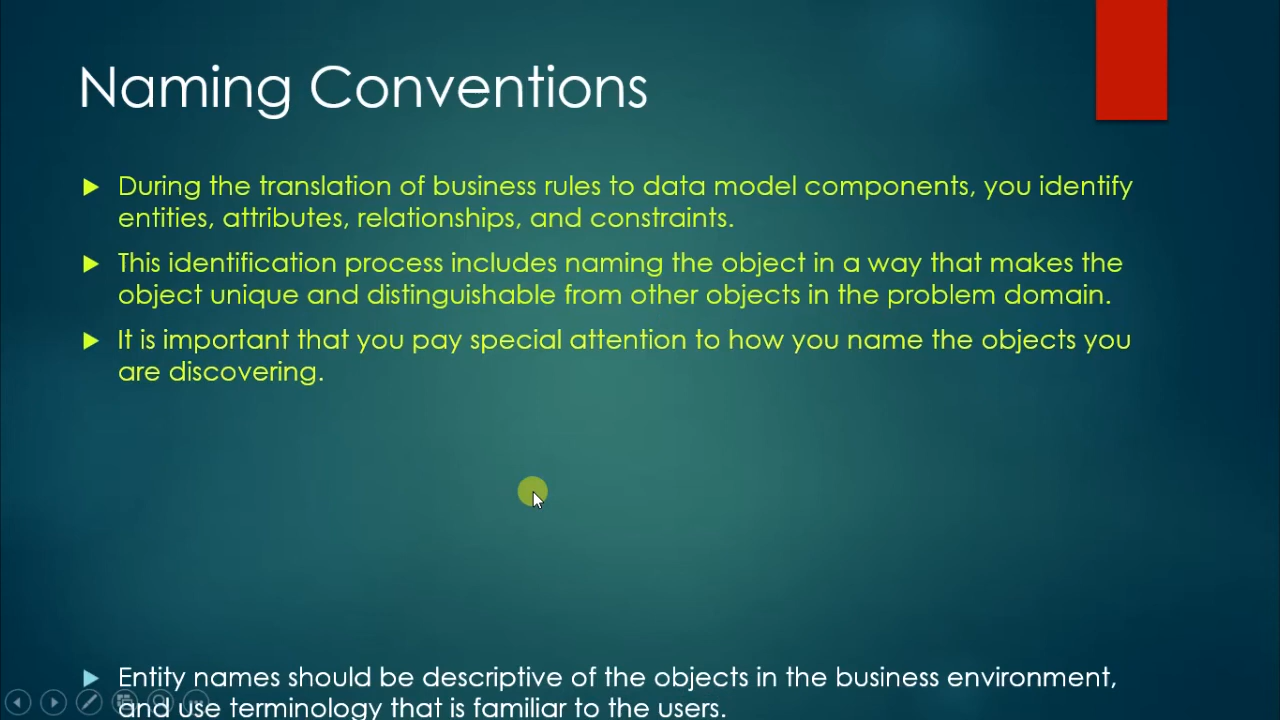 Naming Conventions
During the translation of business rules to data model components, you identify
entities, attributes, relationships, and constraints.
This identification process includes naming the object in a way that makes the
object unique and distinguishable from other objects in the problem domain.
It is important that you pay special attention to how you name the objects you
are discovering.
Entity names should be descriptive of the objects in the business environment,
and use terminology that is familiar to the users.